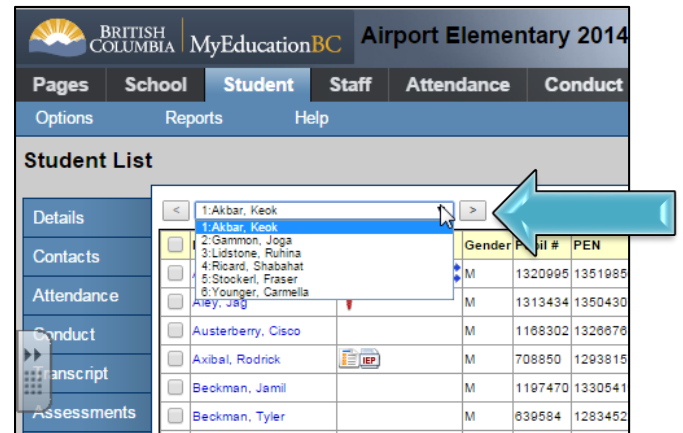 BRITISH
COLUMBIA MyEducationBC Airport Elementary 2014
Pages School Student Staff Attendance Conduct
Options Reports Help
Student List
Details
Contacts
Attendance
Conduct
Transcript
Assessments
< 1:Akbar, Keok >
1:Akbar, Keok
2:Gammon, Joga
3:Lidstone, Ruhina
4:Ricard, Shabahat
5:Stockerl, Fraser
6:Younger, Carmella
Gender Pupil # PEN
M 1320995 1351985
Aley, Jag M 1313434 1350430
Austerberry, Cisco M 1168302 1326676
Axibal, Rodrick IEP M 708850 1293815
Beckman, Jamil M 1197470 1330541
Beckman, Tyler M 639584 1283452